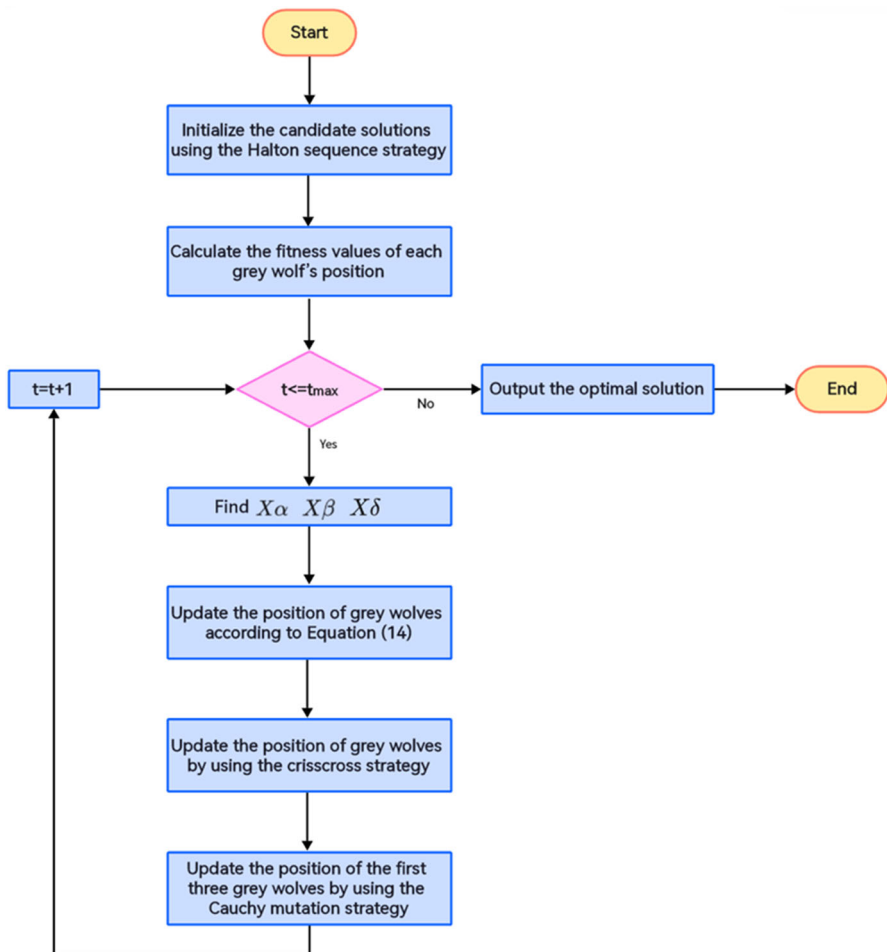 Start
Initialize the candidate solutions
using the Halton sequence strategy
Calculate the fitness values of each
grey wolf's position
t=t+1
t<=tmax
No
Output the optimal solution
End
Yes
Find Xα Xβ Xδ
Update the position of grey wolves
according to Equation (14)
Update the position of grey wolves
by using the crisscross strategy
Update the position of the first
three grey wolves by using the
Cauchy mutation strategy